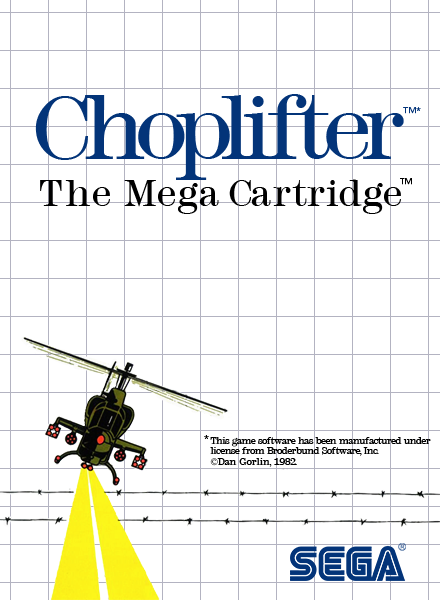 Choplifter™*
The Mega Cartridge™
* This game software has been manufactured under
license from Broderbund Software, Inc.
©Dan Gorlin, 1982.
SEGA®